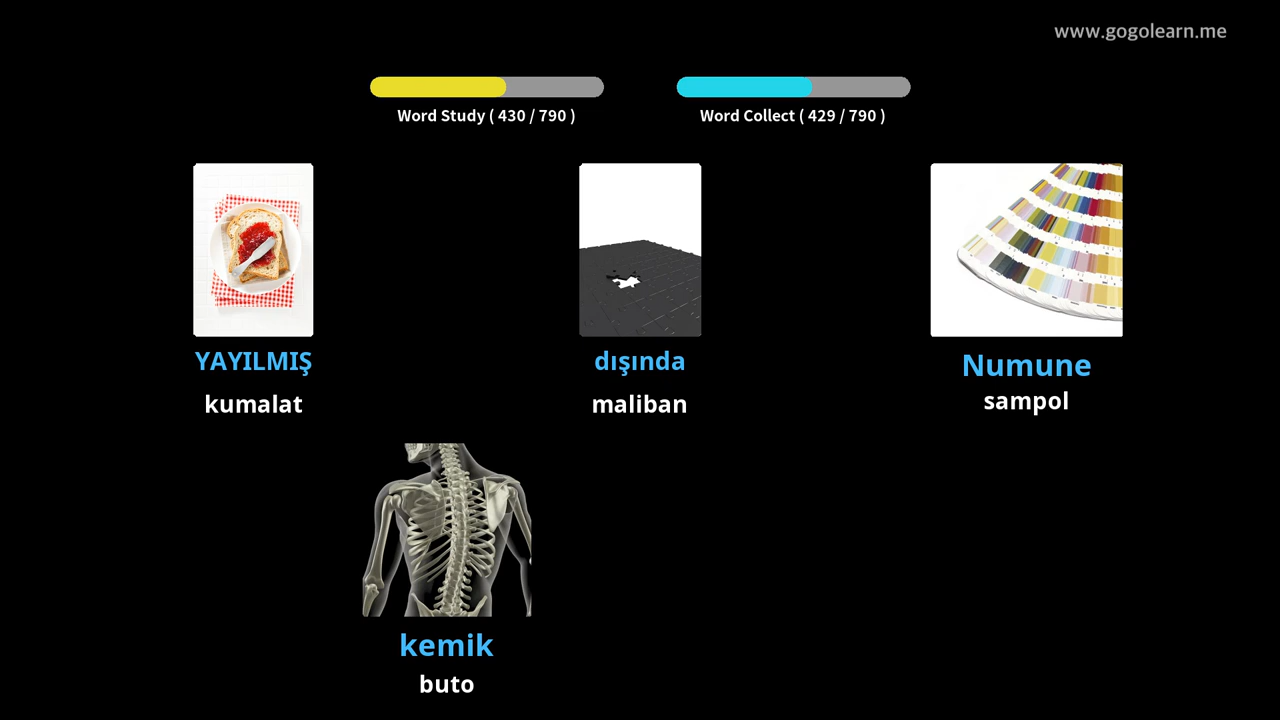 www.gogolearn.me
Word Study ( 430 / 790 )
Word Collect ( 429 / 790 )
YAYILMIŞ
kumalat
dışında
maliban
Numune
sampol
kemik
buto